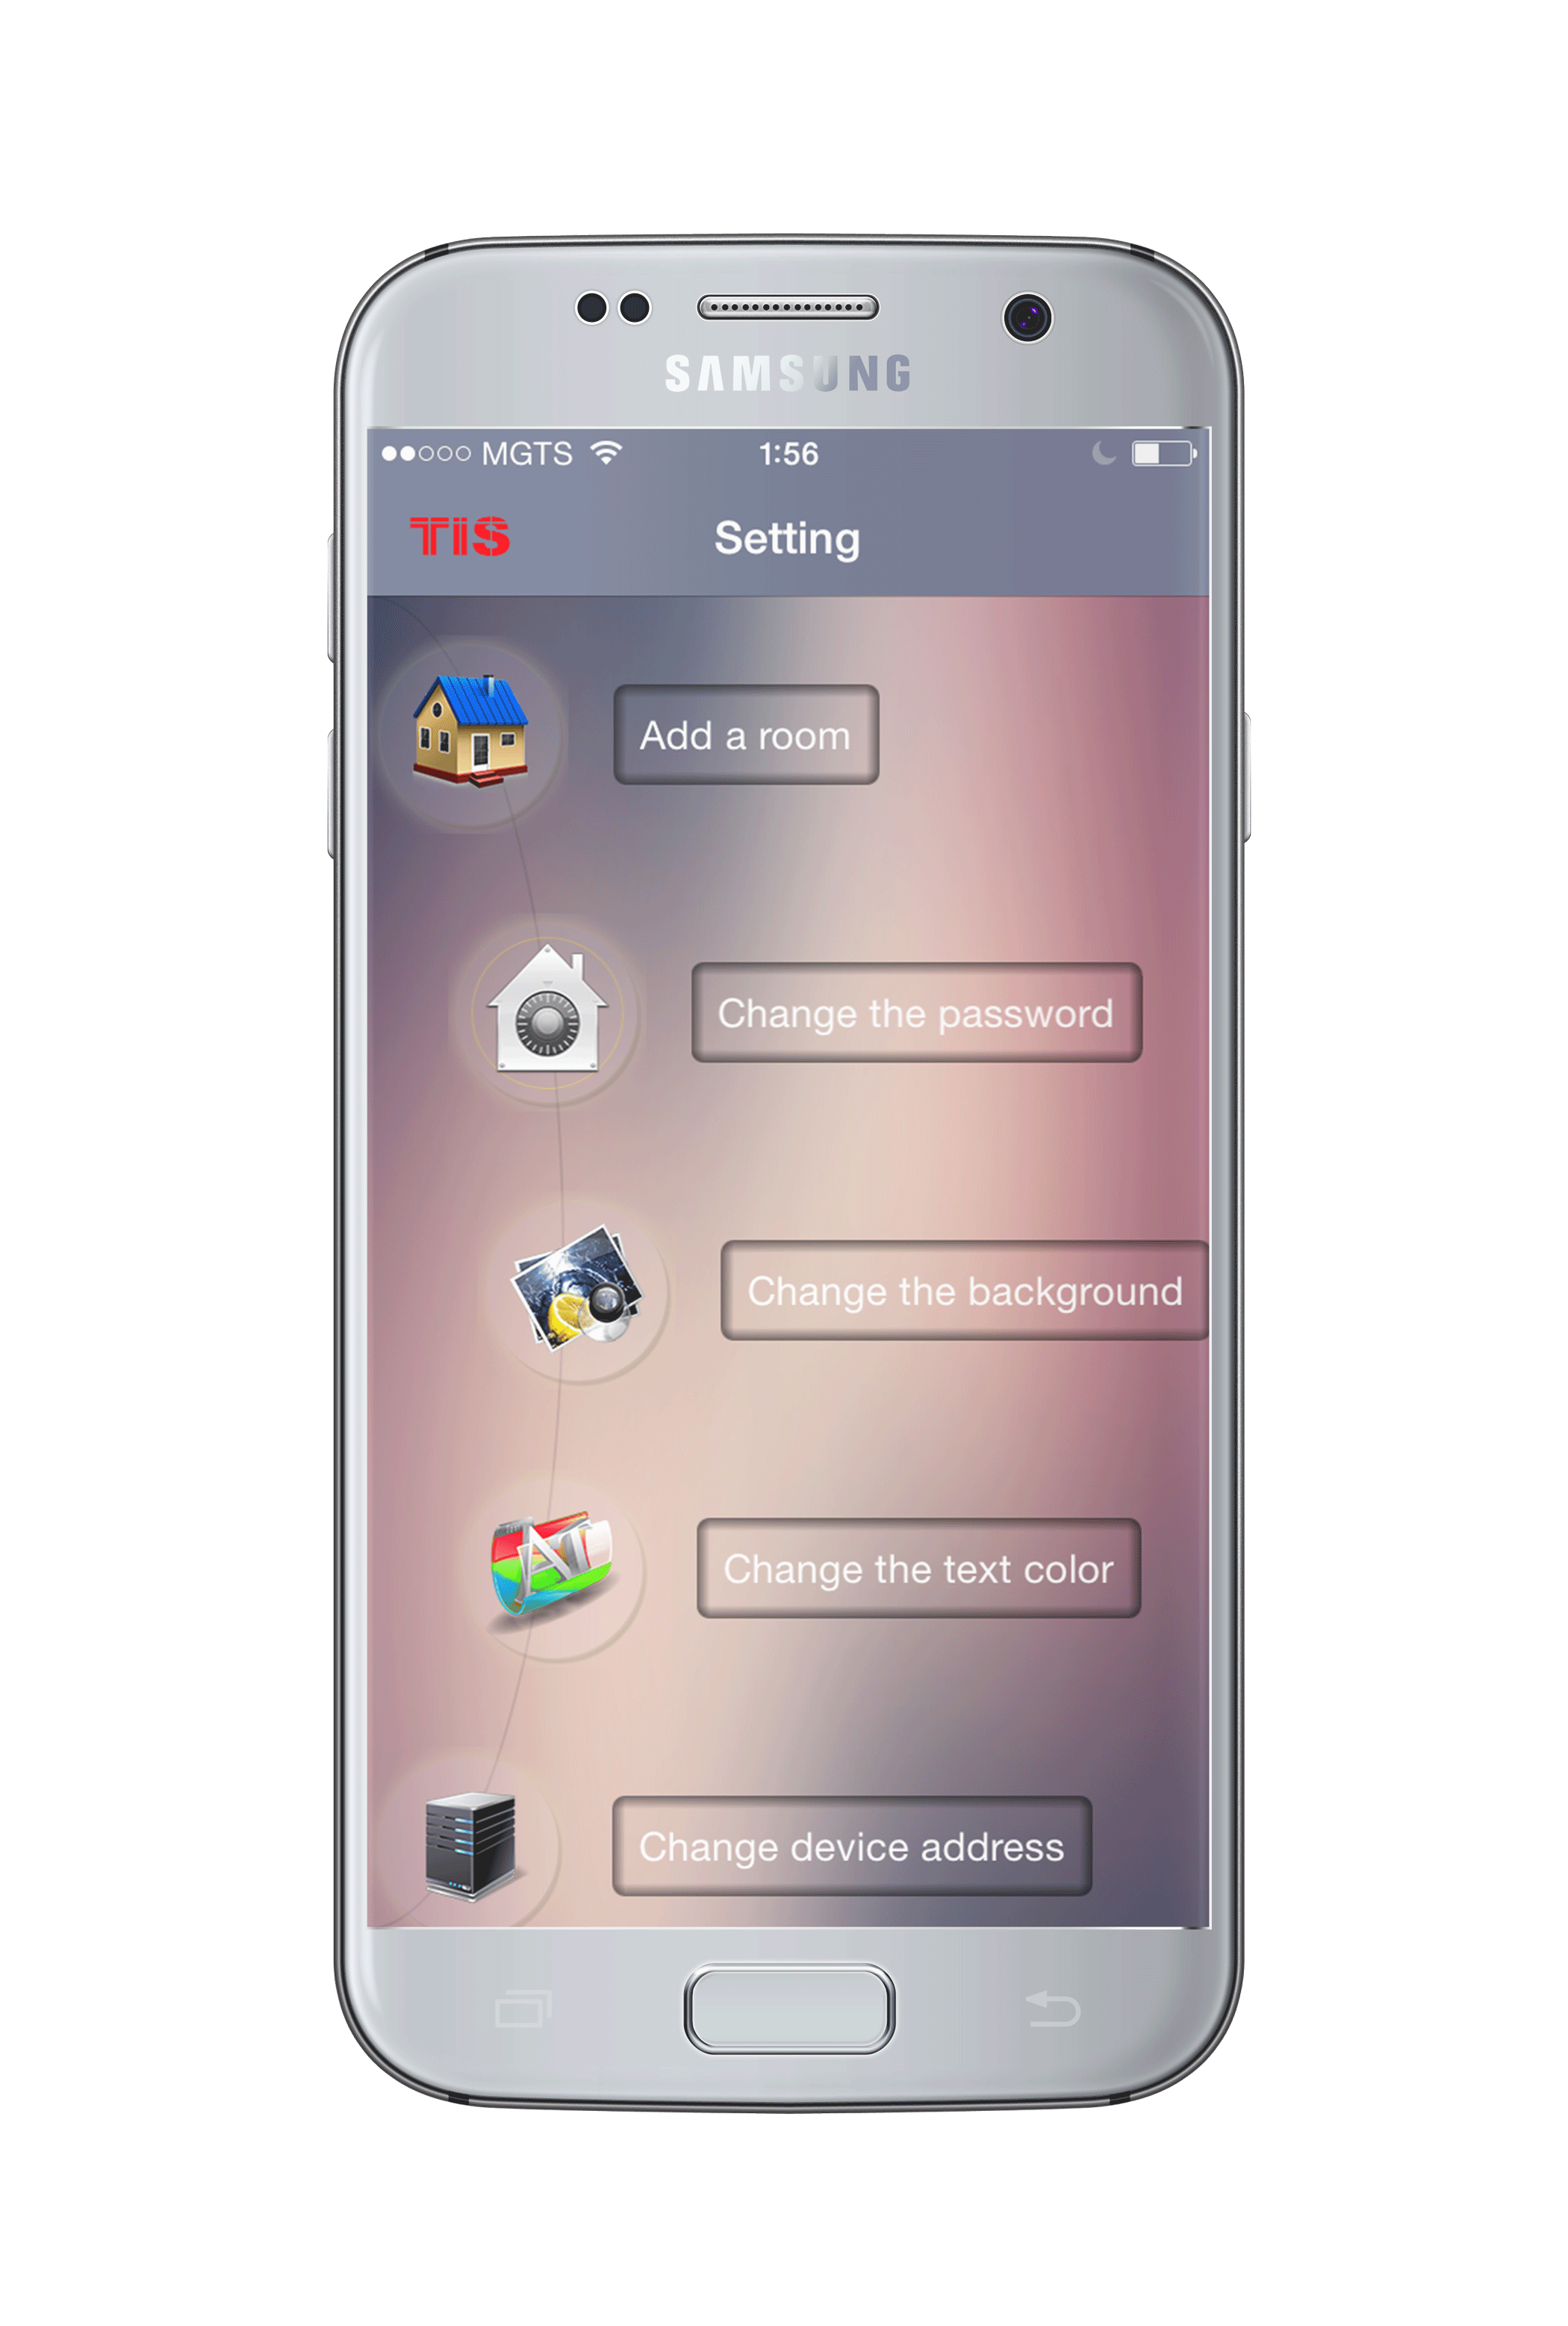 SAMSUNG
MGTS 1:56
TIS Setting
Add a room
Change the password
Change the background
AT
Change the text color
Change device address